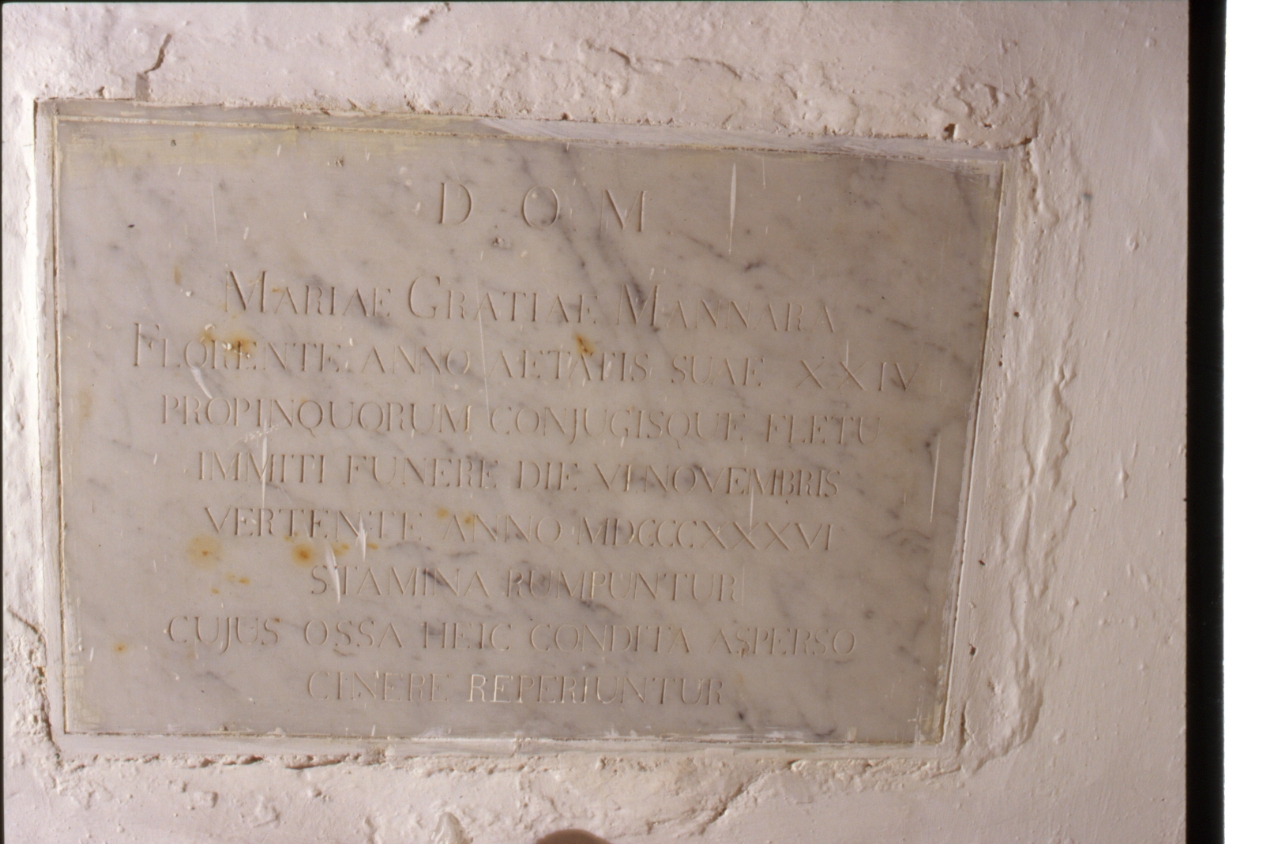 D O M
MARIAE GRATIAE MANNARA
FLORENTE ANNO AETATIS SUAE XXIV
PROPINQUORUM CONJUGISQUE FLETU
IMMITI FUNERE DIE VI NOVEMBRIS
VERTENTE ANNO MDCCCXXXVI
STAMINA RUMPUNTUR
CUJUS OSSA HEIC CONDITA ASPERSO
CINERE REPERIUNTUR